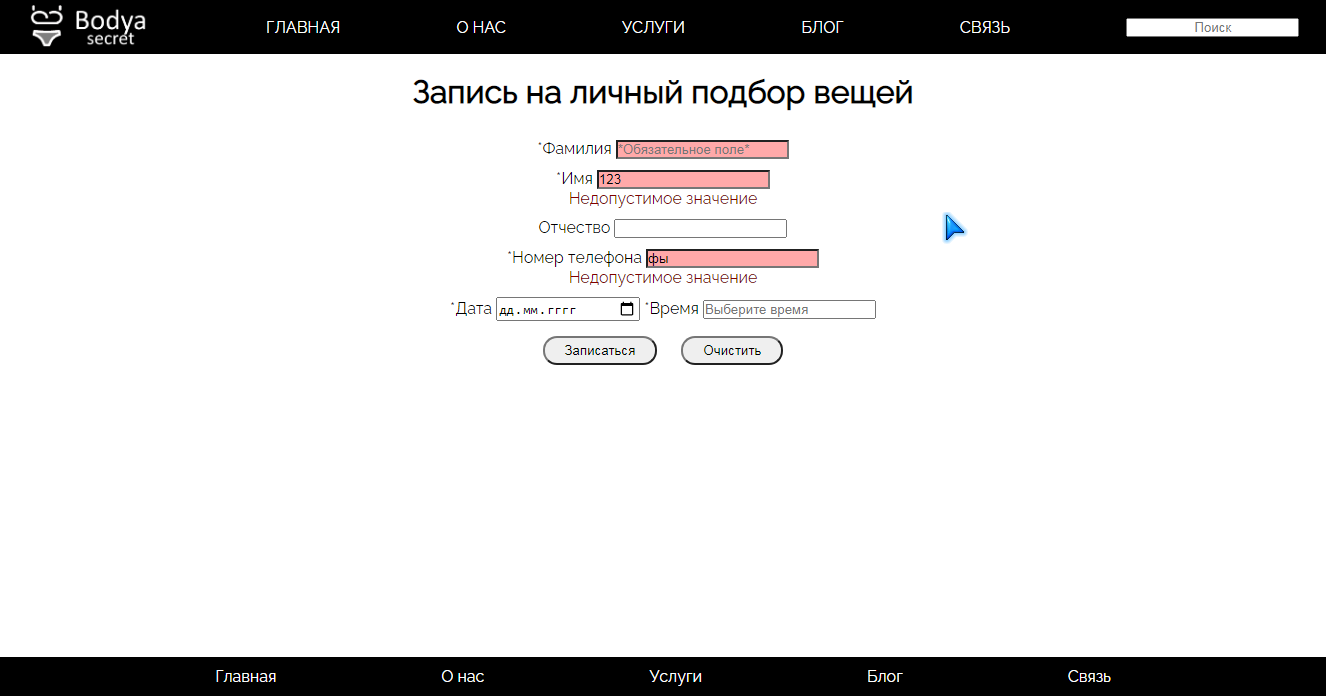 Bodya
secret
ГЛАВНАЯ О НАС УСЛУГИ БЛОГ СВЯЗЬ Поиск
Запись на личный подбор вещей
*Фамилия *Обязательное поле*
*Имя 123
Недопустимое значение
Отчество
*Номер телефона фы
Недопустимое значение
*Дата дд.мм.гггг *Время Выберите время
Записаться Очистить
Главная О нас Услуги Блог Связь